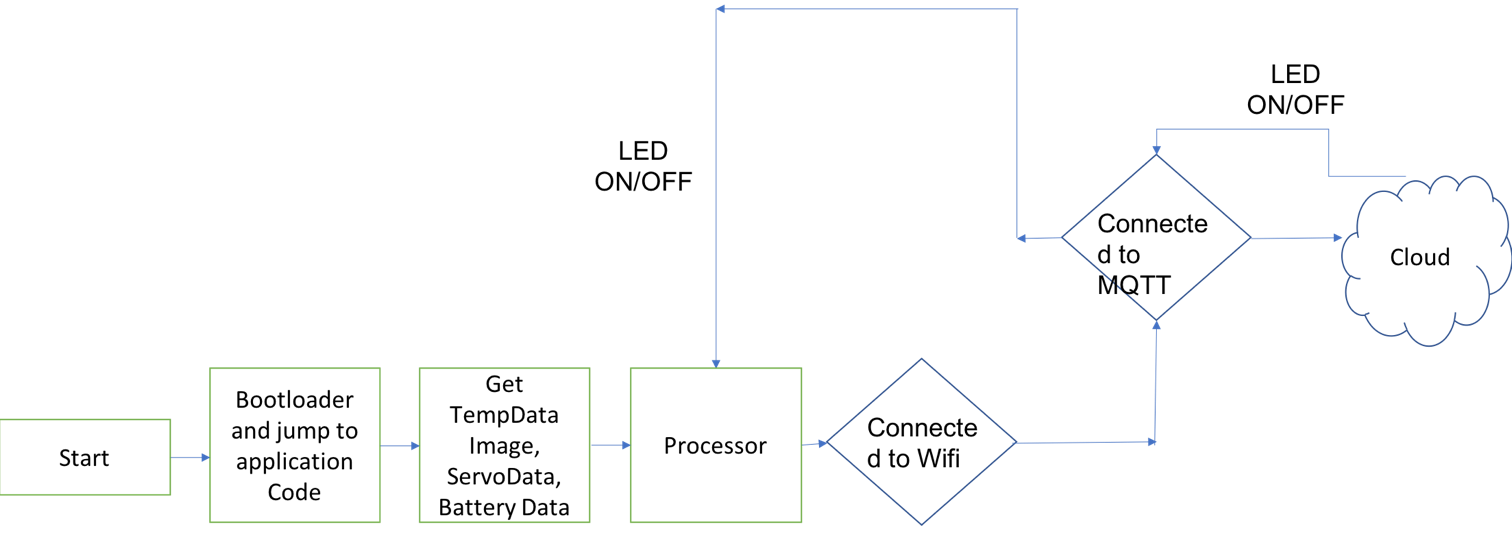 LED
ON/OFF
LED
ON/OFF
Connecte
d to
MQTT
Cloud
Start
Bootloader
and jump to
application
Code
Get
TempData
Image,
ServoData,
Battery Data
Processor
Connecte
d to Wifi